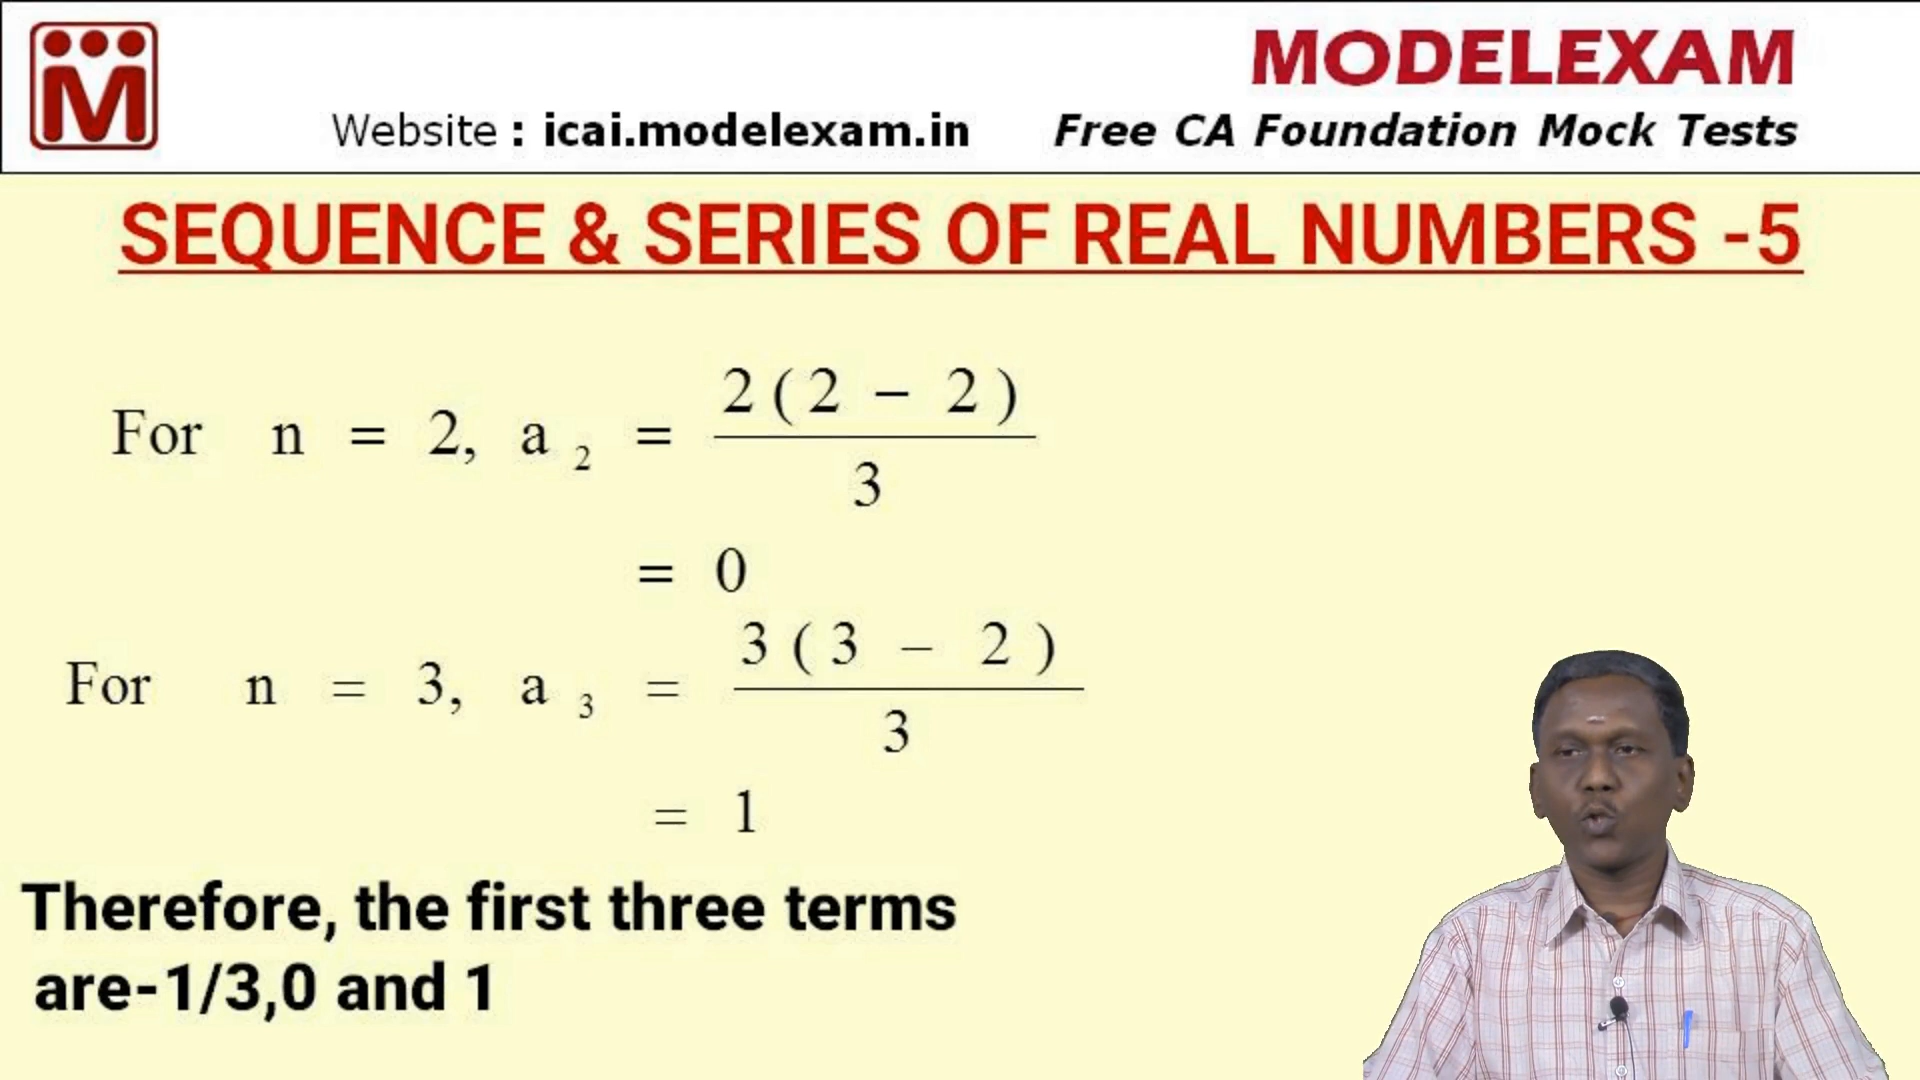 M
MODELEXAM
Website : icai.modelexam.in Free CA Foundation Mock Tests
SEQUENCE & SERIES OF REAL NUMBERS -5
For n = 2, a₂ = 2(2 − 2)
3
= 0
For n = 3, a₃ = 3(3 − 2)
3
= 1
Therefore, the first three terms
are-1/3,0 and 1